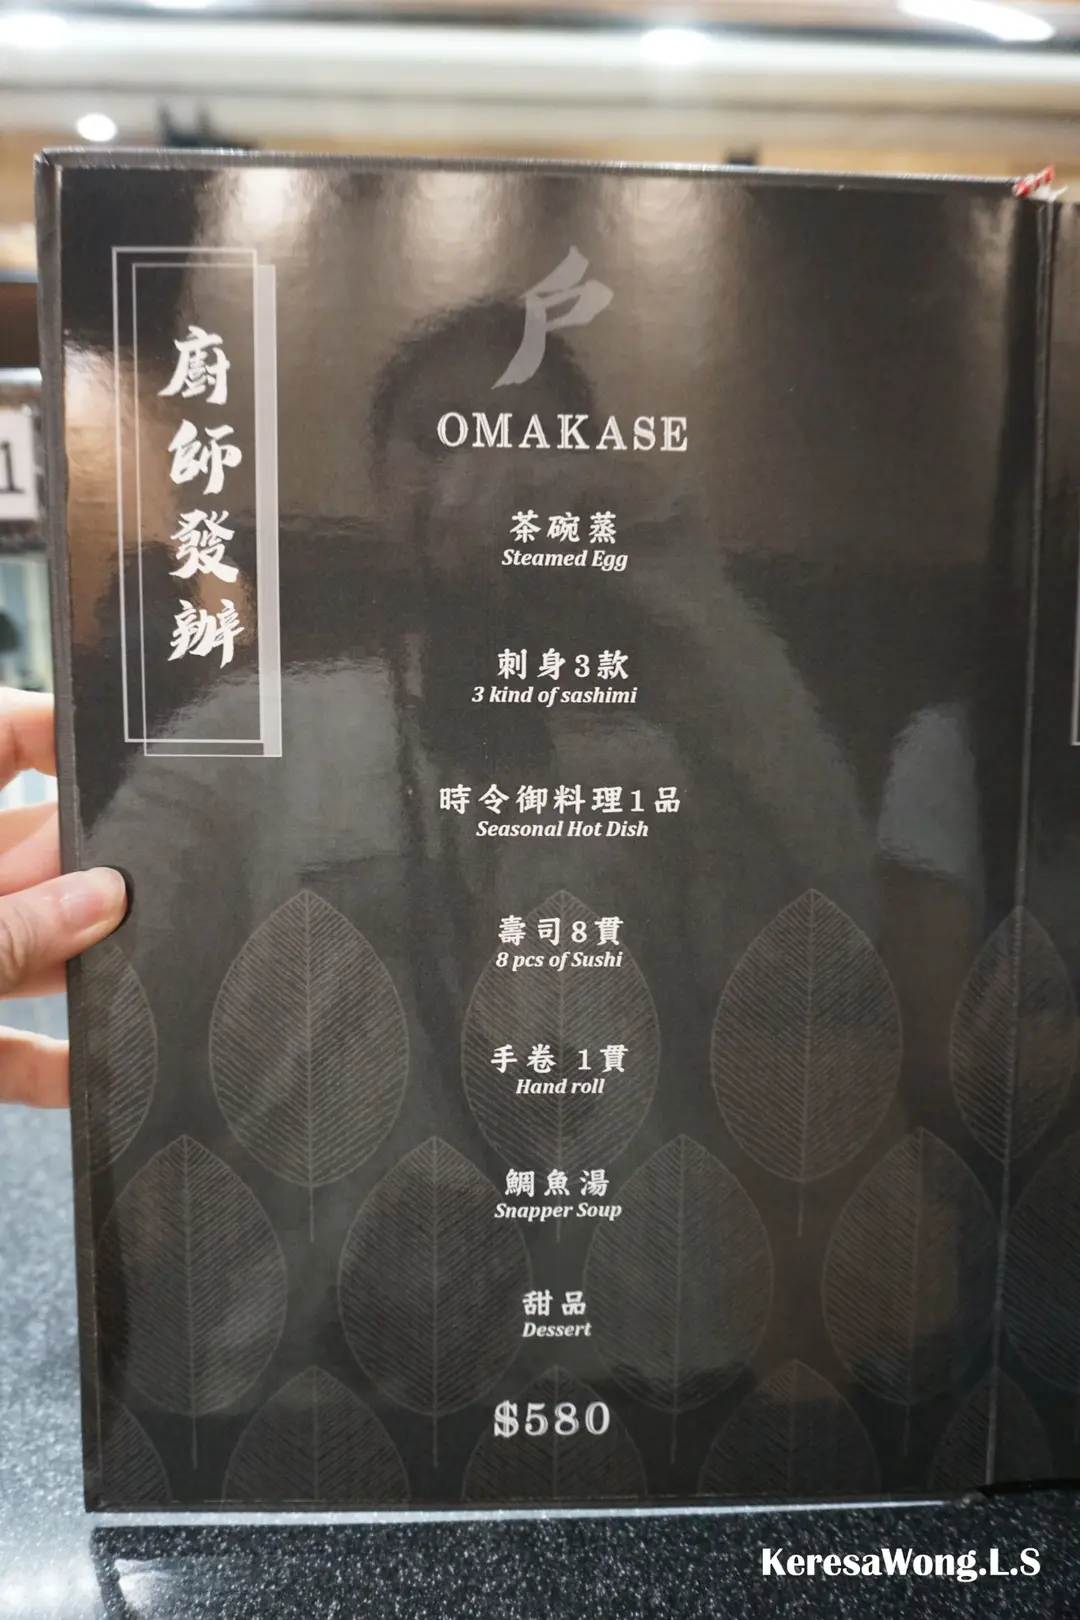 廚師發辦
戶
OMAKASE
茶碗蒸
Steamed Egg
刺身3款
3 kind of sashimi
時令御料理1品
Seasonal Hot Dish
壽司8貫
8 pcs of Sushi
手卷 1貫
Hand roll
鯛魚湯
Snapper Soup
甜品
Dessert
$580
1
KeresaWong.L.S